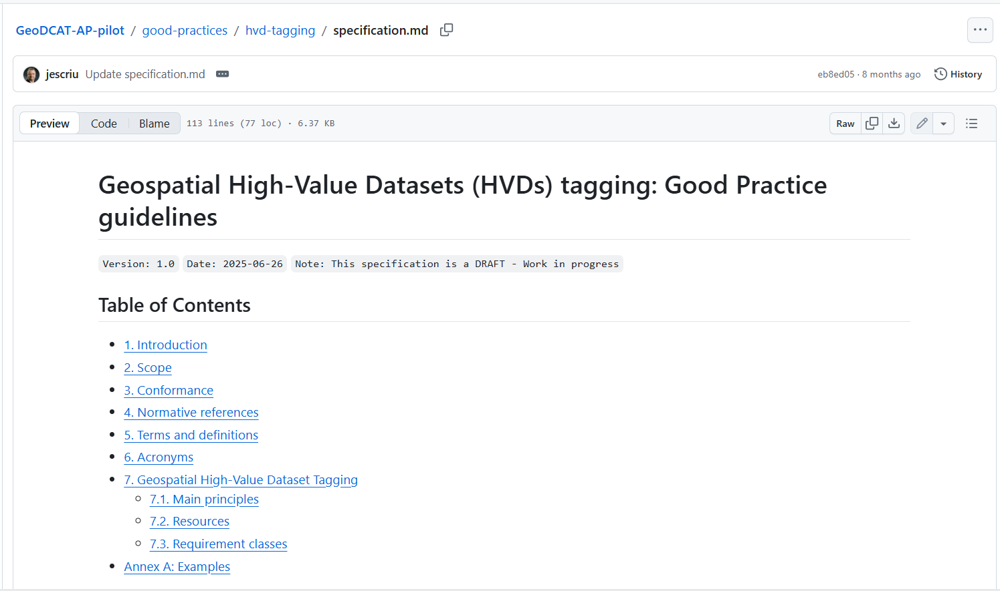 GeoDCAT-AP-pilot / good-practices / hvd-tagging / specification.md
jescriu Update specification.md eb8ed05 · 8 months ago History
Preview Code Blame 113 lines (77 loc) · 6.37 KB Raw
Geospatial High-Value Datasets (HVDs) tagging: Good Practice
guidelines
Version: 1.0 Date: 2025-06-26 Note: This specification is a DRAFT - Work in progress
Table of Contents
1. Introduction
2. Scope
3. Conformance
4. Normative references
5. Terms and definitions
6. Acronyms
7. Geospatial High-Value Dataset Tagging
7.1. Main principles
7.2. Resources
7.3. Requirement classes
Annex A: Examples